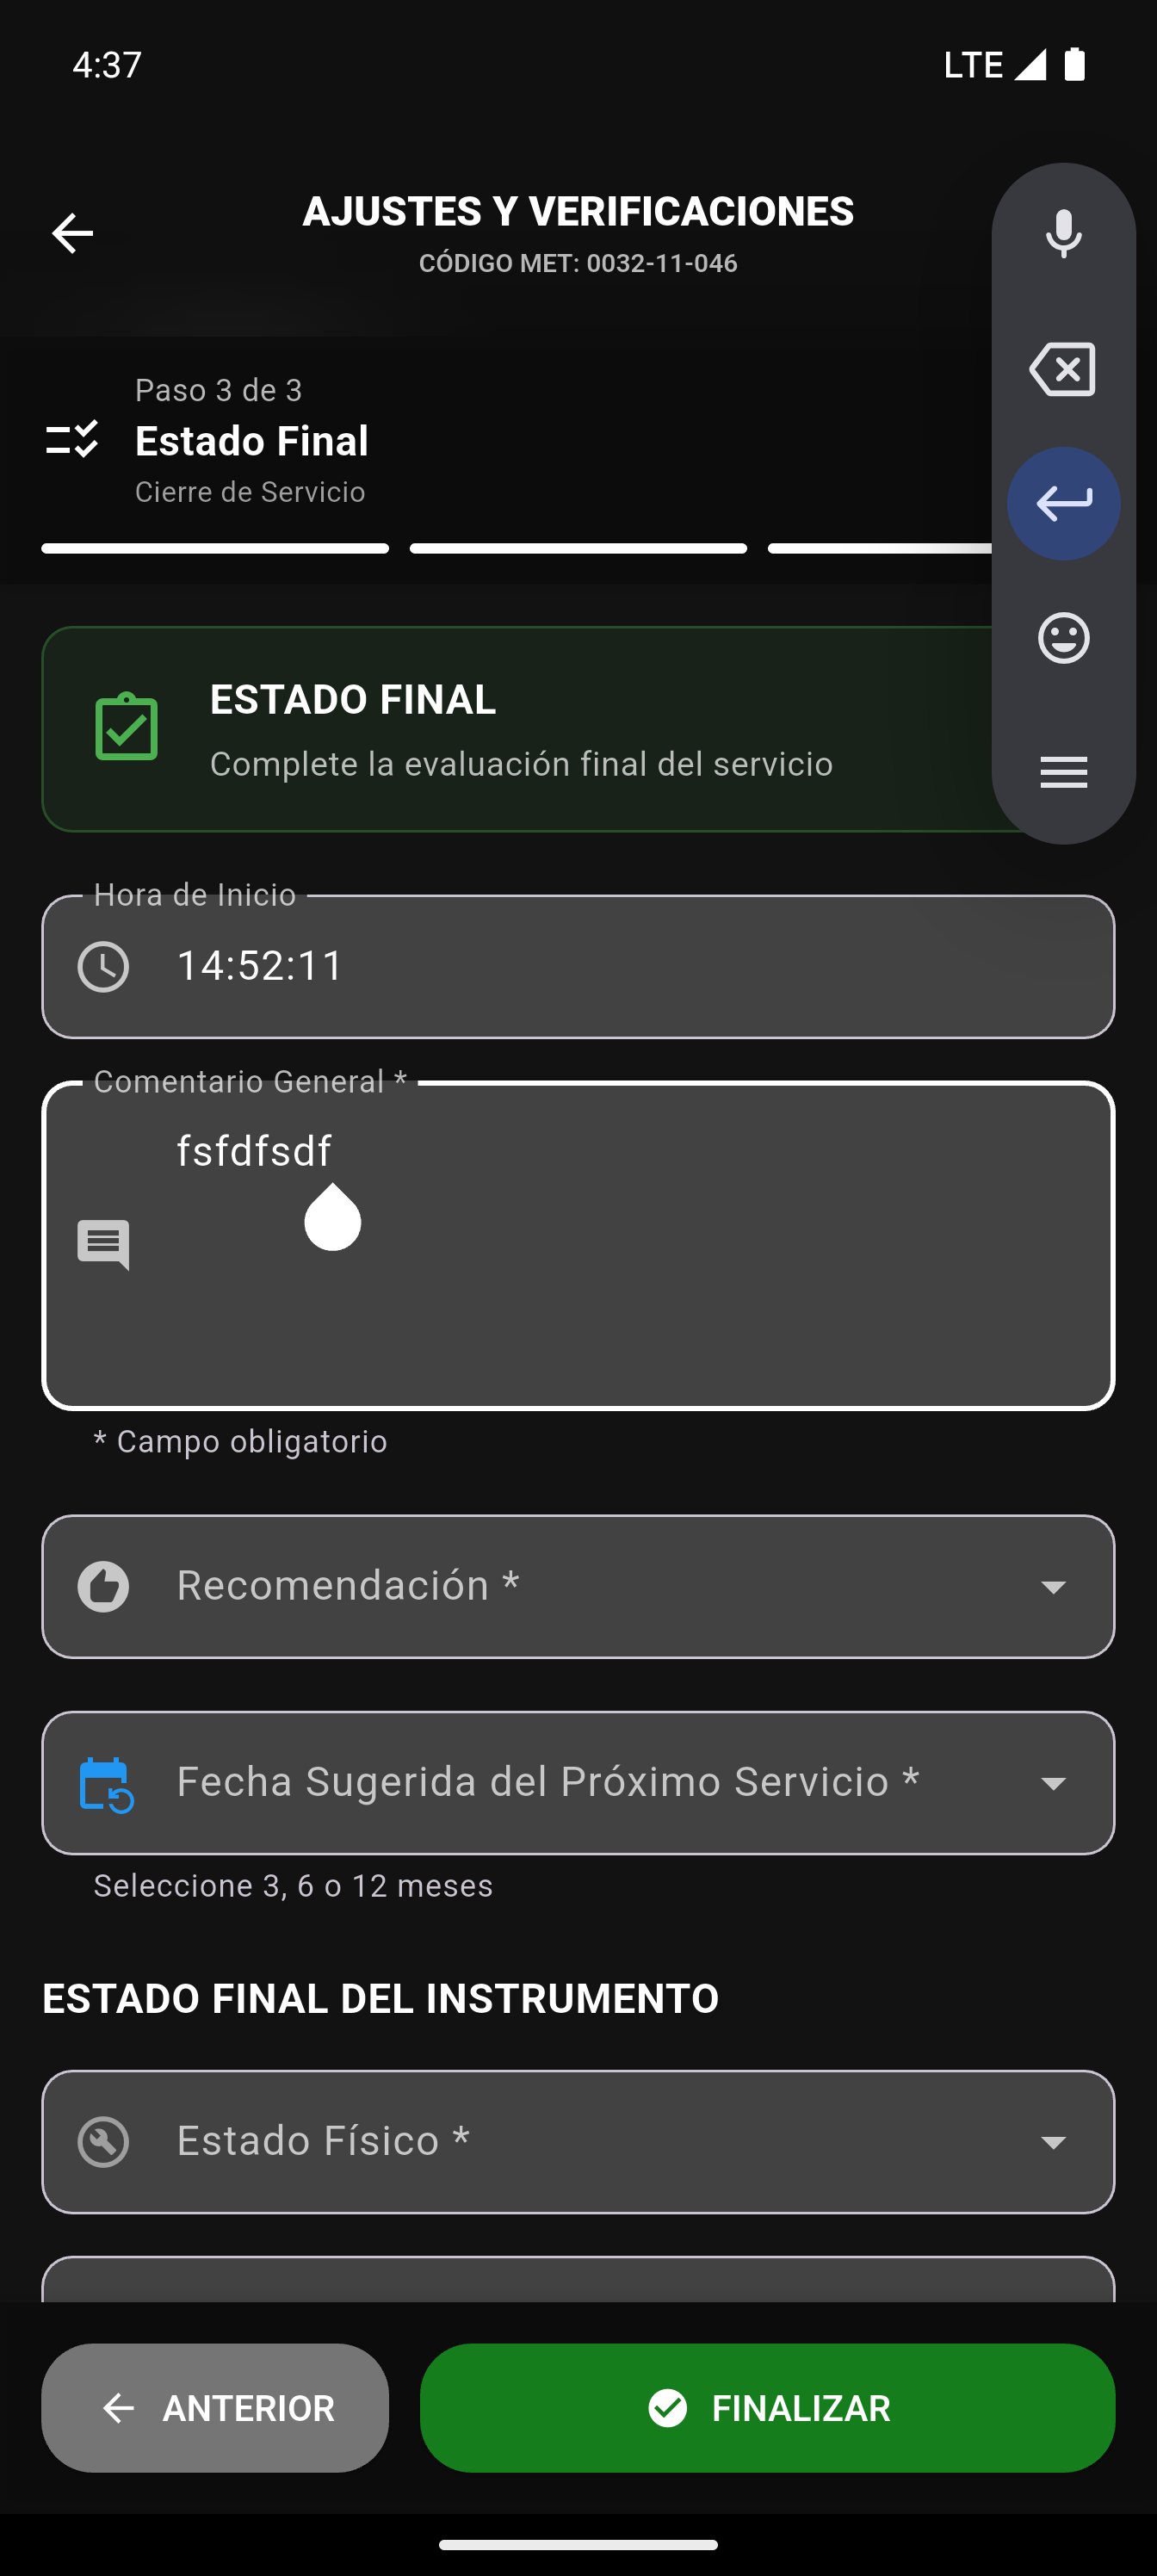 4:37
LTE
AJUSTES Y VERIFICACIONES
CÓDIGO MET: 0032-11-046
Paso 3 de 3
Estado Final
Cierre de Servicio
ESTADO FINAL
Complete la evaluación final del servicio
Hora de Inicio
14:52:11
Comentario General *
fsfdfsdf
* Campo obligatorio
Recomendación *
Fecha Sugerida del Próximo Servicio *
Seleccione 3, 6 o 12 meses
ESTADO FINAL DEL INSTRUMENTO
Estado Físico *
ANTERIOR
FINALIZAR